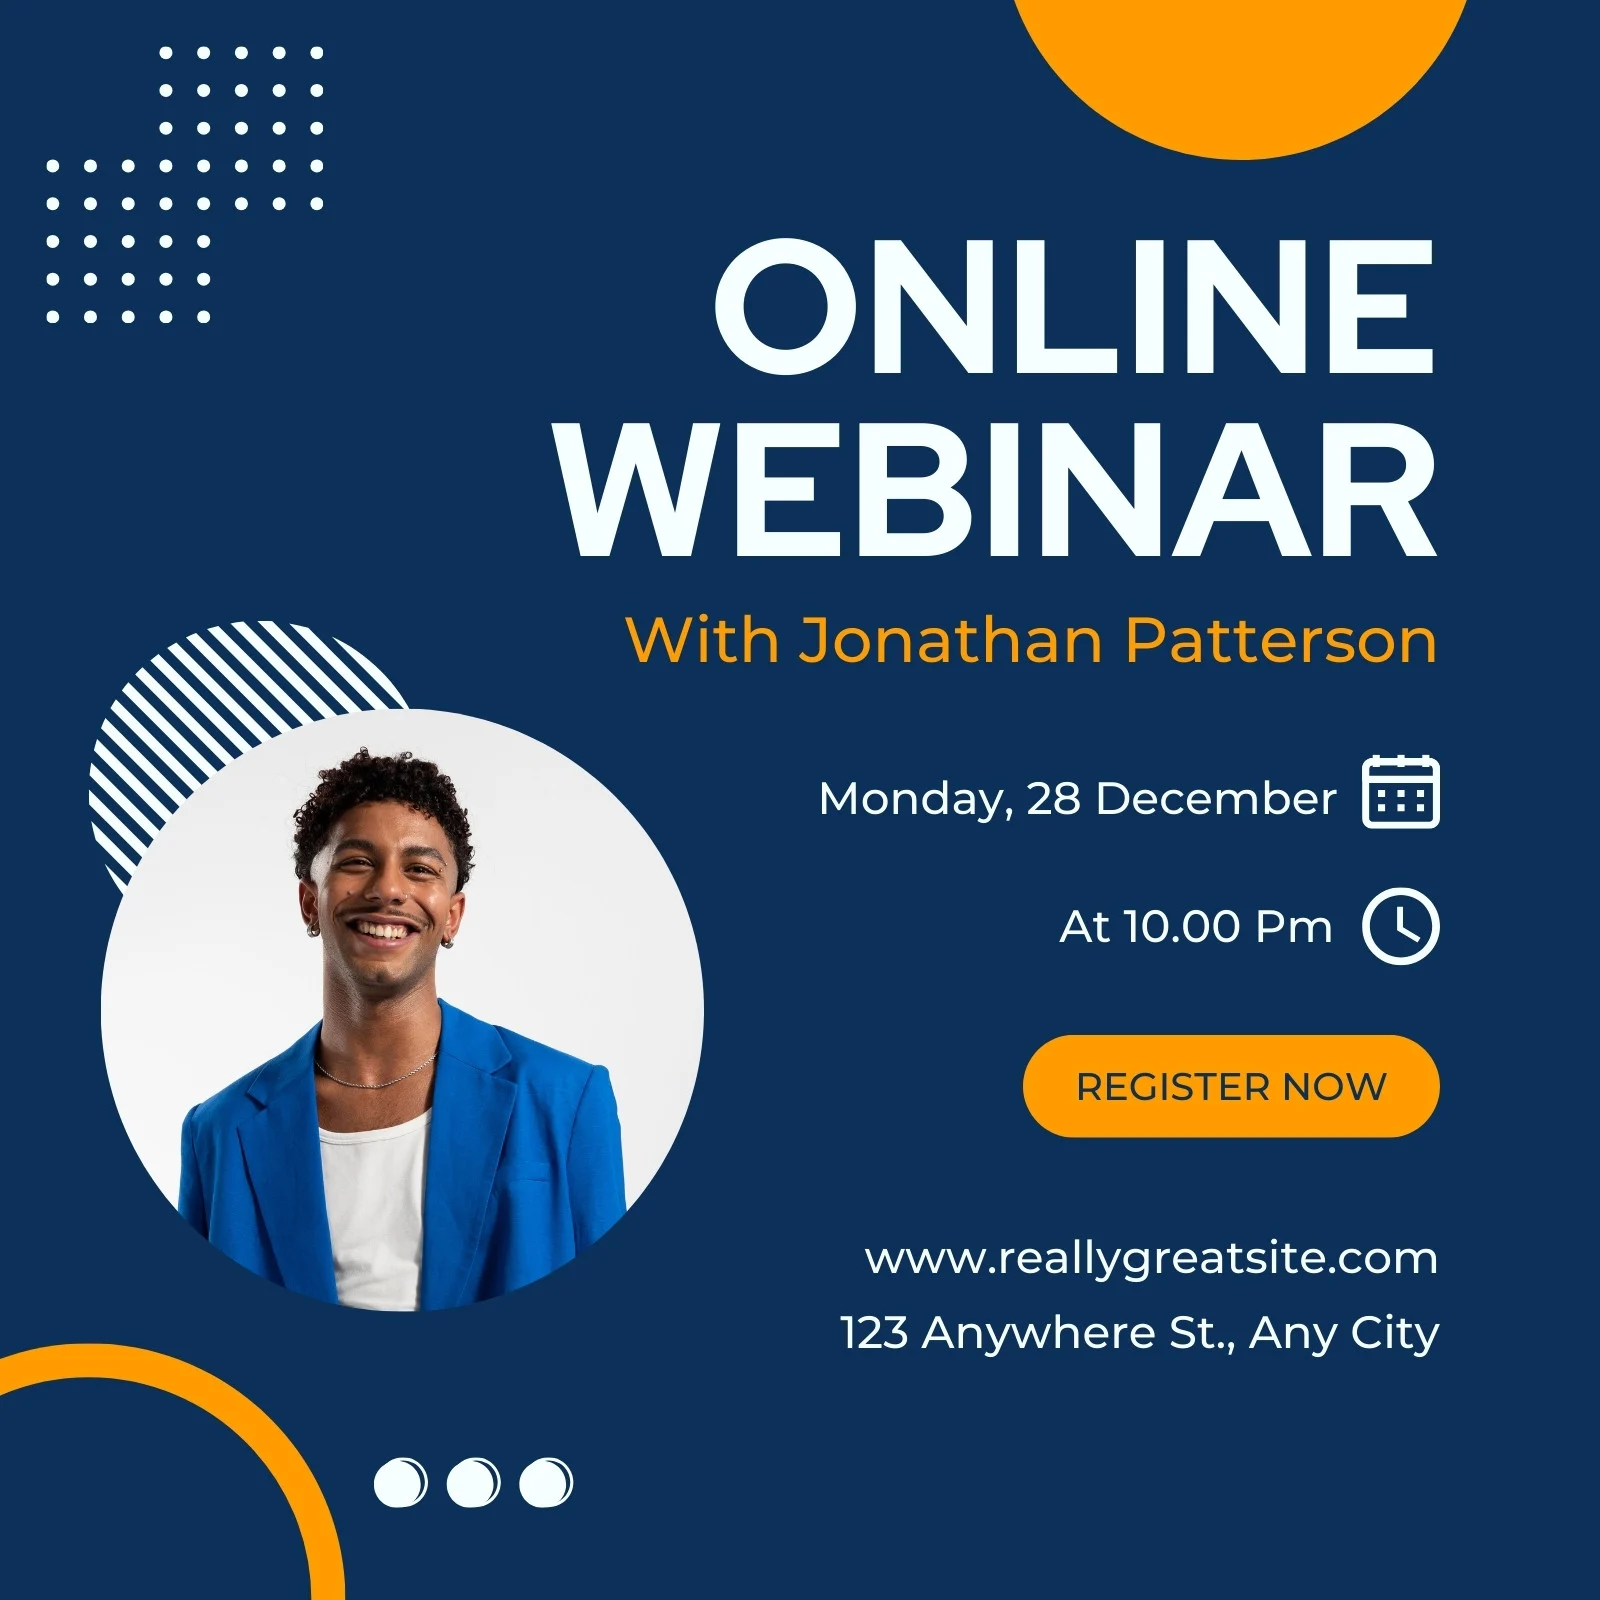 ONLINE
WEBINAR
With Jonathan Patterson
Monday, 28 December
At 10.00 Pm
REGISTER NOW
www.reallygreatsite.com
123 Anywhere St., Any City